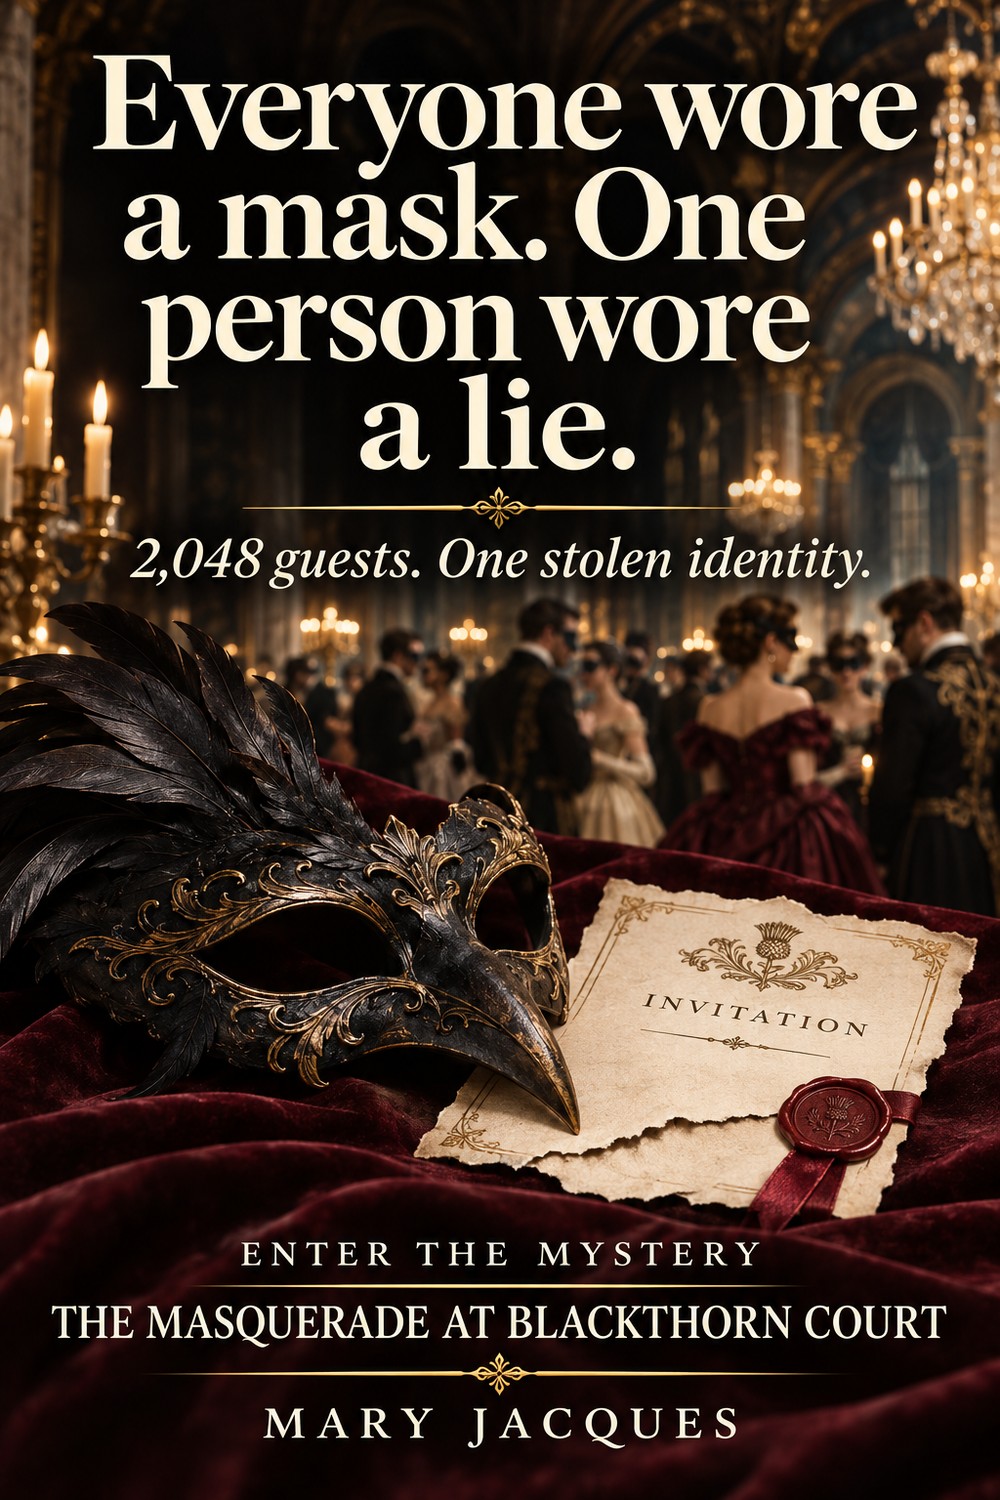 Everyone wore
a mask. One
person wore
a lie.
2,048 guests. One stolen identity.
INVITATION
ENTER THE MYSTERY
THE MASQUERADE AT BLACKTHORN COURT
MARY JACQUES